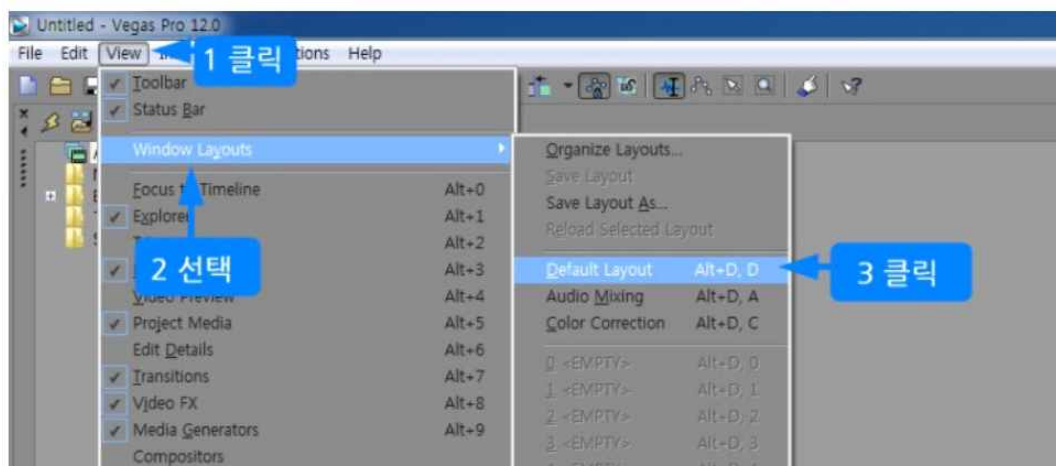 Untitled - Vegas Pro 12.0
File Edit View tions Help
1 클릭
Toolbar
Status Bar
Window Layouts
Focus to Timeline Alt+0
Explorer Alt+1
Alt+2
2 선택
Alt+3
Video Preview Alt+4
Project Media Alt+5
Edit Details Alt+6
Transitions Alt+7
Video FX Alt+8
Media Generators Alt+9
Compositors
Organize Layouts...
Save Layout
Save Layout As...
Reload Selected Layout
Default Layout Alt+D, D
3 클릭
Audio Mixing Alt+D, A
Color Correction Alt+D, C
0 <EMPTY> Alt+D, 0
1 <EMPTY> Alt+D, 1
2 <EMPTY> Alt+D, 2
3 <EMPTY> Alt+D, 3